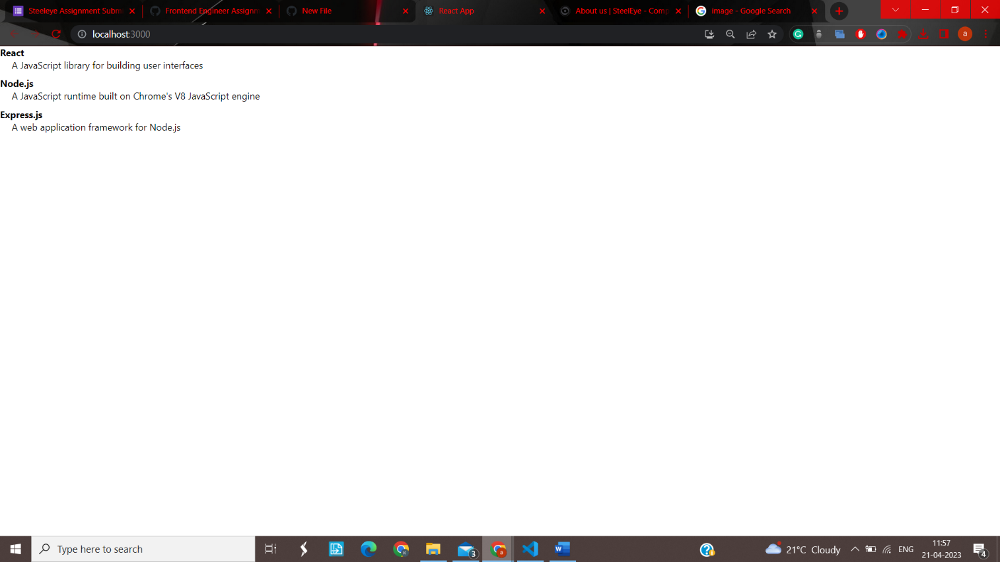 Steeleye Assignment Subm
Frontend Engineer Assignm
New File
React App
About us | SteelEye - Comp
image - Google Search
localhost:3000
a
React
A JavaScript library for building user interfaces
Node.js
A JavaScript runtime built on Chrome's V8 JavaScript engine
Express.js
A web application framework for Node.js
Type here to search
K
3
a
W
21°C Cloudy
ENG
11:57
21-04-2023
4